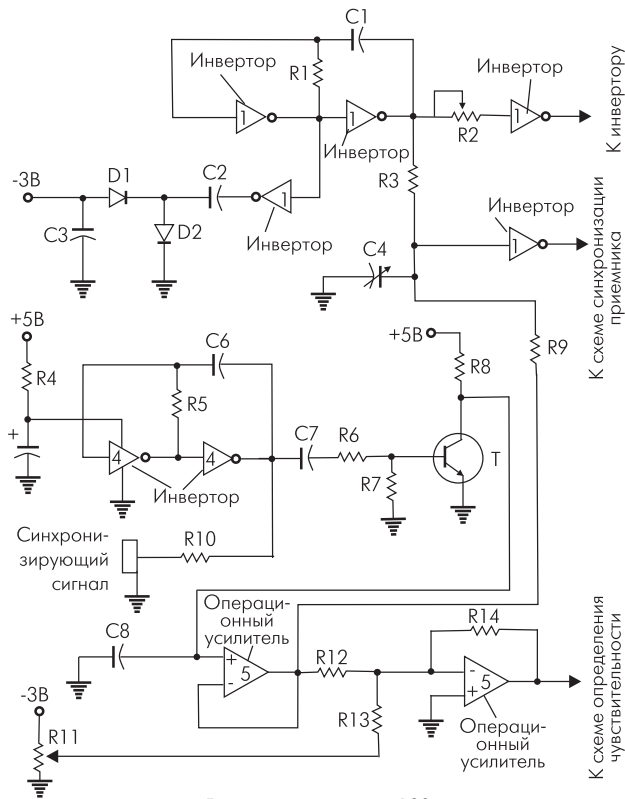 C1
Инвертор
R1
Инвертор
К инвертору
1
1
1
R2
Инвертор
-3В
D1
C2
R3
1
D2
C3
Инвертор
Инвертор
1
C4
К схеме синхронизации
приемника
+5В
C6
+5В
R9
R4
R8
R5
+
C7
R6
4
4
T
R7
Инвертор
Синхрони-
зирующий
сигнал
R10
Операци-
онный
усилитель
C8
R14
+
5
-
R12
-
5
+
-3В
R13
R11
Операци-
онный
усилитель
К схеме определения
чувствительности